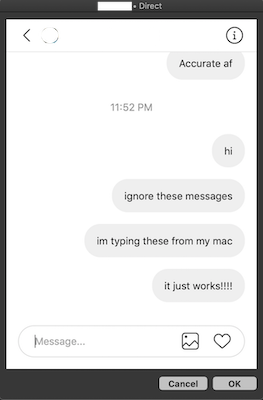 • Direct
Accurate af
11:52 PM
hi
ignore these messages
im typing these from my mac
it just works!!!!
Message...
Cancel
OK